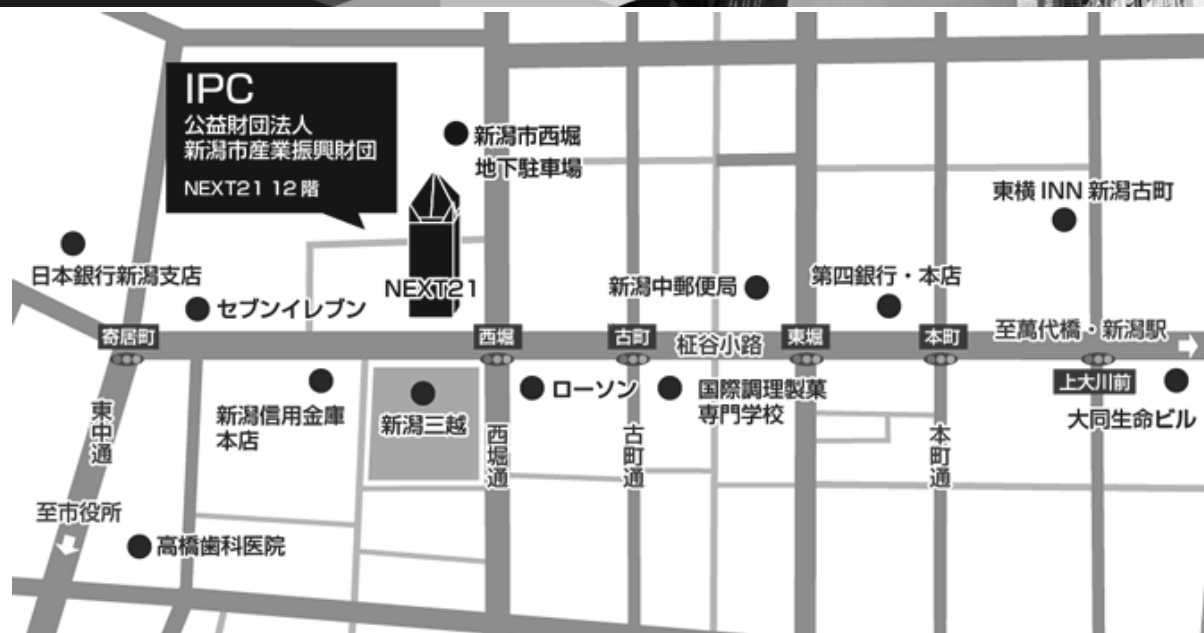 IPC
公益財団法人
新潟市産業振興財団
NEXT21 12階
新潟市西堀
地下駐車場
東横 INN 新潟古町
日本銀行新潟支店
セブンイレブン
NEXT21
新潟中郵便局
第四銀行・本店
寄居町
西堀
古町
柾谷小路
東堀
本町
至萬代橋・新潟駅
上大川前
大同生命ビル
新潟信用金庫
本店
新潟三越
ローソン
国際調理製菓
専門学校
東中通
西堀通
古町通
本町通
至市役所
高橋歯科医院